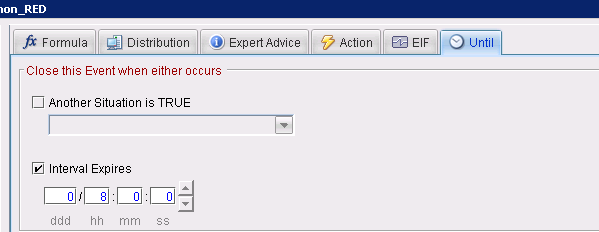 non_RED
fx Formula Distribution Expert Advice Action EIF Until
Close this Event when either occurs
Another Situation is TRUE
Interval Expires
0 / 8 : 0 : 0
ddd hh mm ss